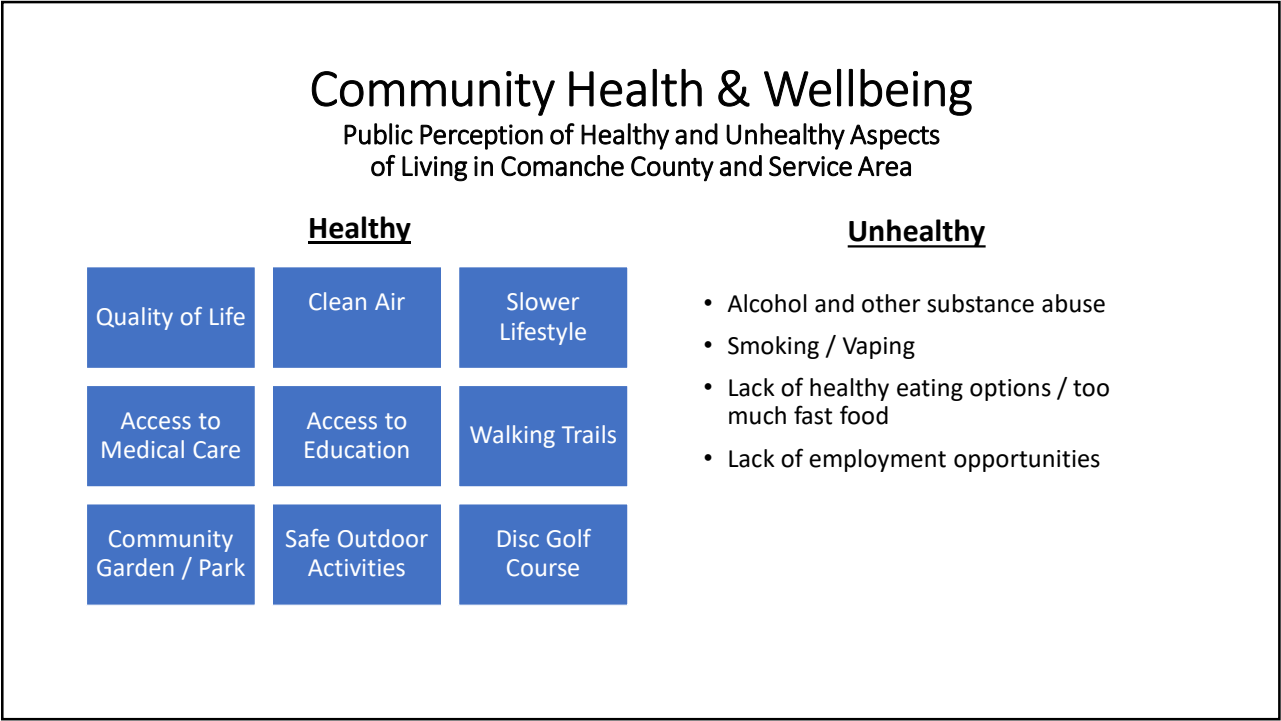 Community Health & Wellbeing
Public Perception of Healthy and Unhealthy Aspects
of Living in Comanche County and Service Area
Healthy
Quality of Life
Clean Air
Slower
Lifestyle
Access to
Medical Care
Access to
Education
Walking Trails
Community
Garden / Park
Safe Outdoor
Activities
Disc Golf
Course
Unhealthy
• Alcohol and other substance abuse
• Smoking / Vaping
• Lack of healthy eating options / too
much fast food
• Lack of employment opportunities